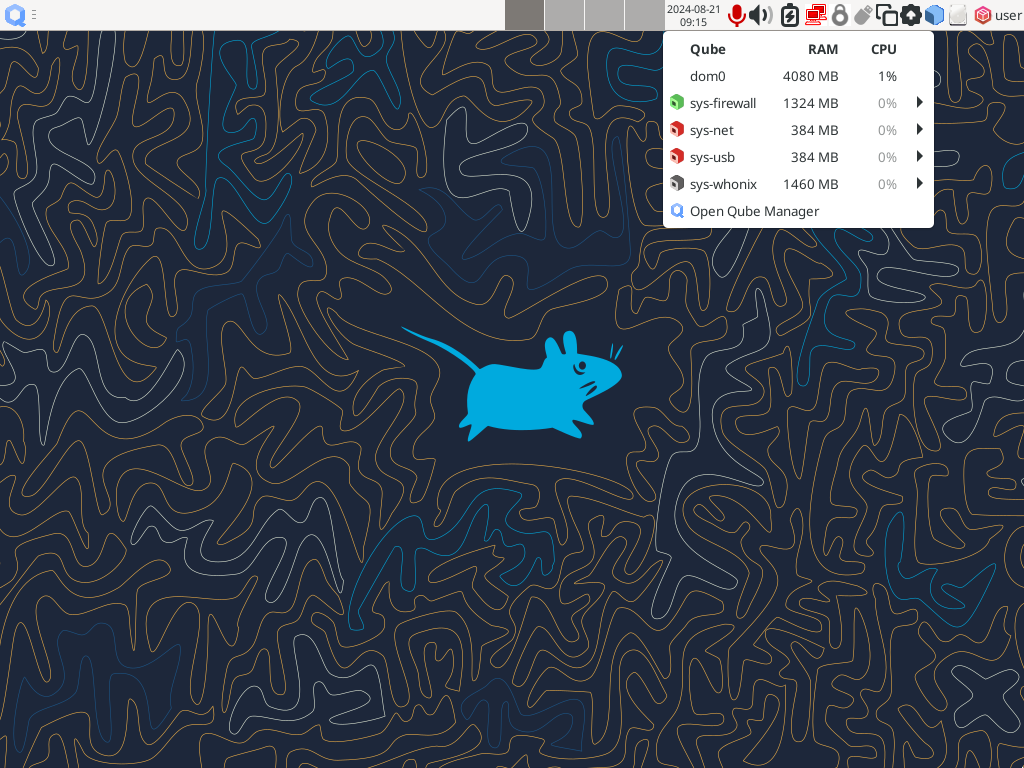 2024-08-21
09:15
user
Qube RAM CPU
dom0 4080 MB 1%
sys-firewall 1324 MB 0%
sys-net 384 MB 0%
sys-usb 384 MB 0%
sys-whonix 1460 MB 0%
Open Qube Manager